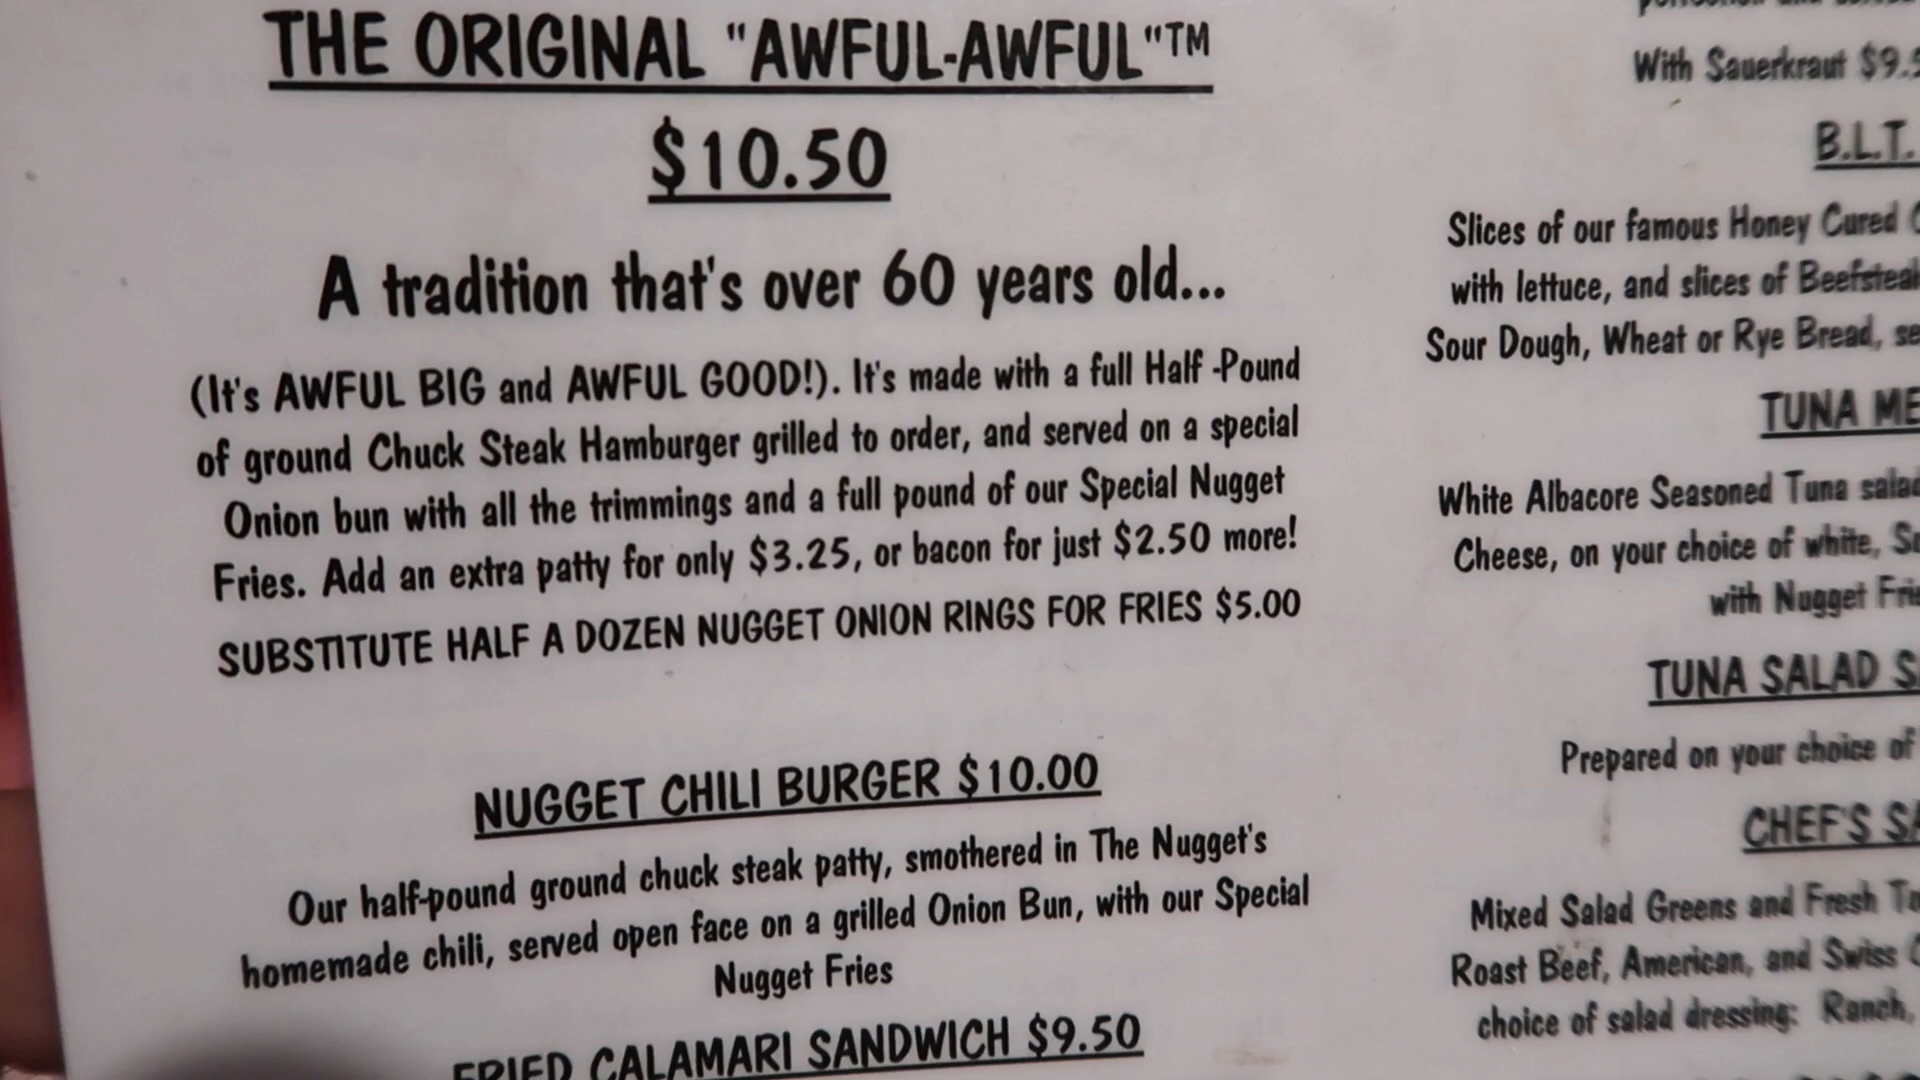 THE ORIGINAL "AWFUL-AWFUL"™
$10.50
A tradition that's over 60 years old...
(It's AWFUL BIG and AWFUL GOOD!). It's made with a full Half -Pound
of ground Chuck Steak Hamburger grilled to order, and served on a special
Onion bun with all the trimmings and a full pound of our Special Nugget
Fries. Add an extra patty for only $3.25, or bacon for just $2.50 more!
SUBSTITUTE HALF A DOZEN NUGGET ONION RINGS FOR FRIES $5.00
NUGGET CHILI BURGER $10.00
Our half-pound ground chuck steak patty, smothered in The Nugget's
homemade chili, served open face on a grilled Onion Bun, with our Special
Nugget Fries
FRIED CALAMARI SANDWICH $9.50
With Sauerkraut
B.L.T.
Slices of our famous Honey Cured
with lettuce, and slices of
Sour Dough, Wheat or Rye Bread,
TUNA
White Albacore Seasoned Tuna
Cheese, on your choice of white,
with Nugget
TUNA SALAD
Prepared on your choice of
CHEF'S
Mixed Salad Greens and Fresh
Roast Beef, American, and Swiss
choice of salad dressing: Ranch,